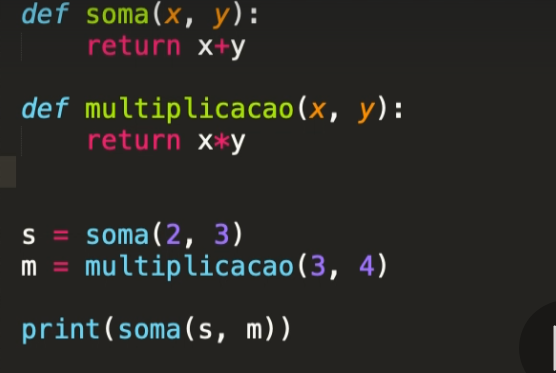 def soma(x, y):
    return x+y
def multiplicacao(x, y):
    return x*y
s = soma(2, 3)
m = multiplicacao(3, 4)
print(soma(s, m))